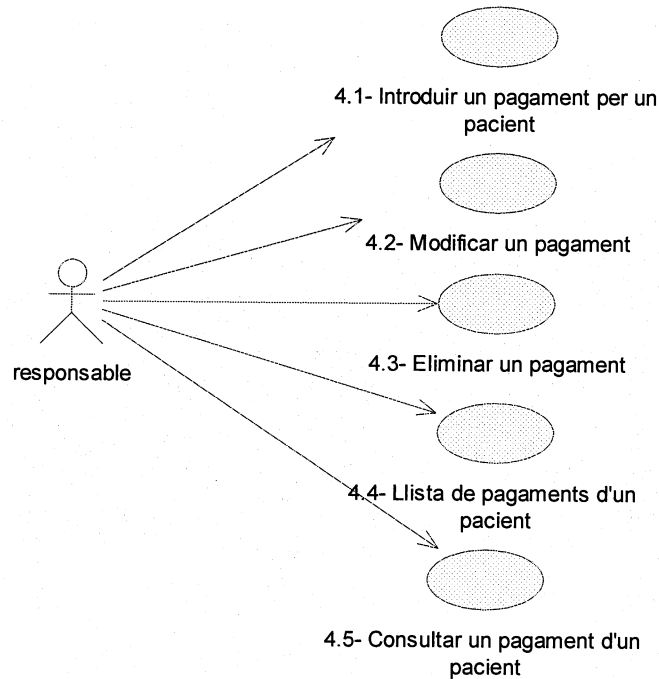 4.1- Introduir un pagament per un
pacient
4.2- Modificar un pagament
4.3- Eliminar un pagament
responsable
4.4- Llista de pagaments d'un
pacient
4.5- Consultar un pagament d'un
pacient